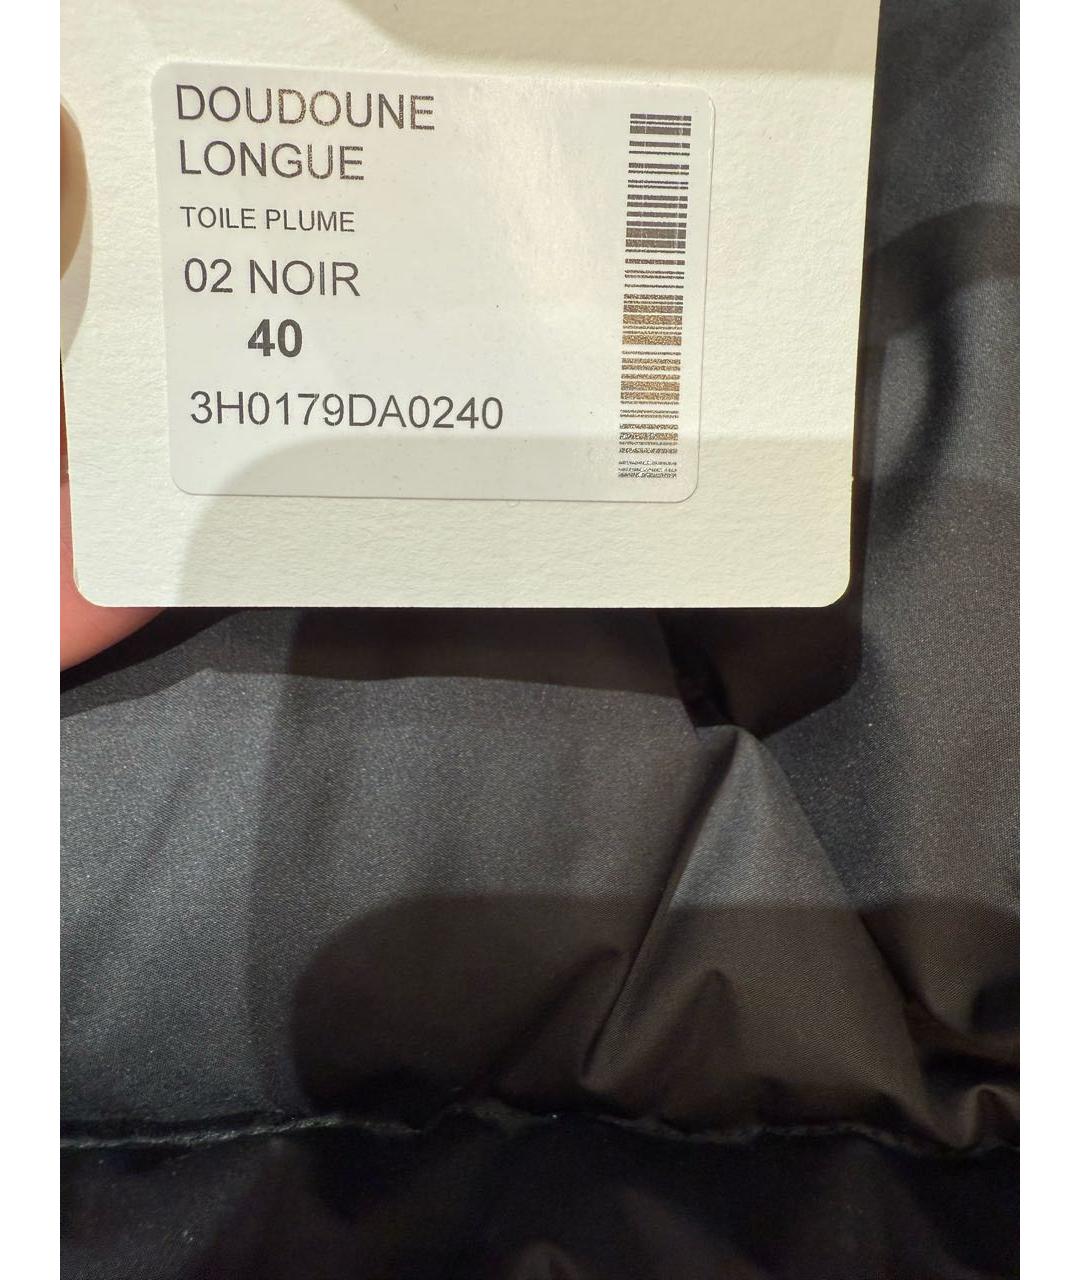 DOUDOUNE
LONGUE
TOILE PLUME
02 NOIR
40
3H0179DA0240